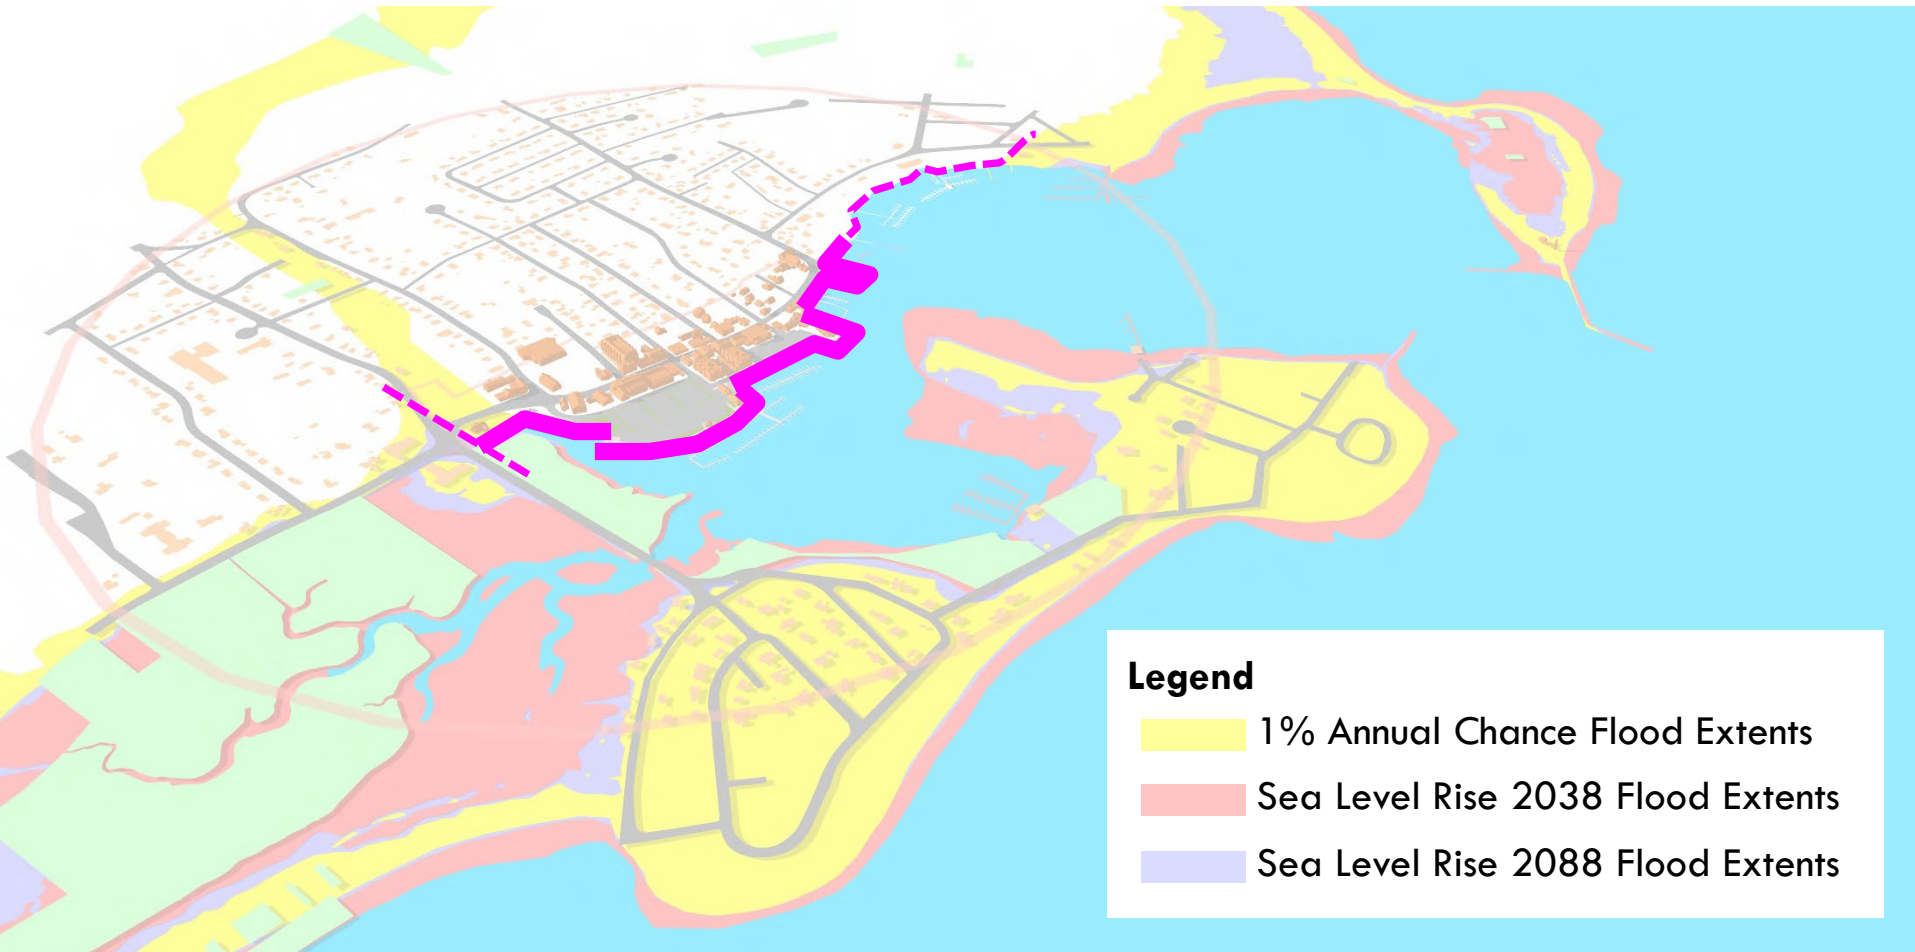 Legend
1% Annual Chance Flood Extents
Sea Level Rise 2038 Flood Extents
Sea Level Rise 2088 Flood Extents